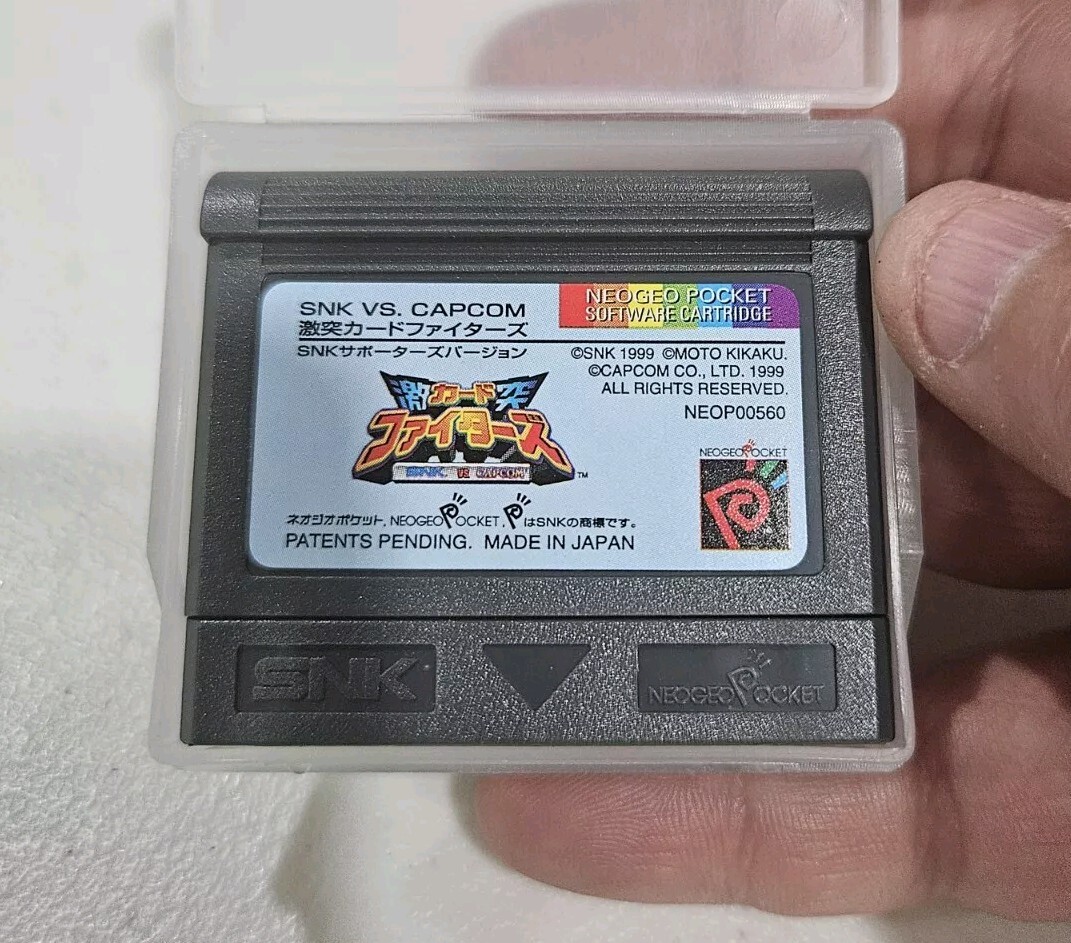 SNK VS. CAPCOM
激突カードファイターズ
SNKサポーターズバージョン
NEOGEO POCKET
SOFTWARE CARTRIDGE
©SNK 1999 ©MOTO KIKAKU.
©CAPCOM CO., LTD. 1999
ALL RIGHTS RESERVED.
NEOP00560
激カード突
ファイターズ
SNK VS CAPCOM™
NEOGEO POCKET
ネオジオポケット, NEOGEO POCKET, PはSNKの商標です。
PATENTS PENDING. MADE IN JAPAN
SNK
NEOGEO POCKET